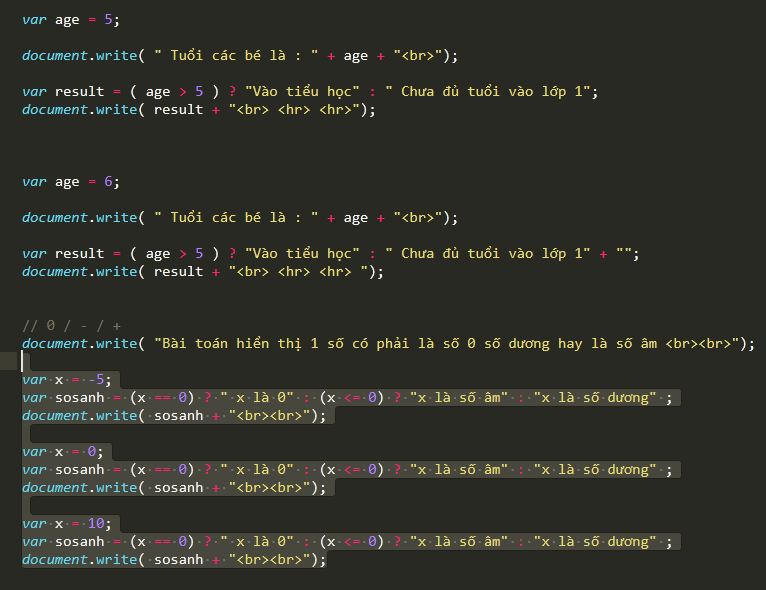 var age = 5;
document.write( " Tuổi các bé là : " + age + "<br>");
var result = ( age > 5 ) ? "Vào tiểu học" : " Chưa đủ tuổi vào lớp 1";
document.write( result + "<br> <hr> <hr>");
var age = 6;
document.write( " Tuổi các bé là : " + age + "<br>");
var result = ( age > 5 ) ? "Vào tiểu học" : " Chưa đủ tuổi vào lớp 1" + "";
document.write( result + "<br> <hr> <hr> ");
// 0 / - / +
document.write( "Bài toán hiển thị 1 số có phải là số 0 số dương hay là số âm <br><br>");
var x = -5;
var sosanh = (x == 0) ? " x là 0" : (x <= 0) ? "x là số âm" : "x là số dương" ;
document.write( sosanh + "<br><br>");
var x = 0;
var sosanh = (x == 0) ? " x là 0" : (x <= 0) ? "x là số âm" : "x là số dương" ;
document.write( sosanh + "<br><br>");
var x = 10;
var sosanh = (x == 0) ? " x là 0" : (x <= 0) ? "x là số âm" : "x là số dương" ;
document.write( sosanh + "<br><br>");